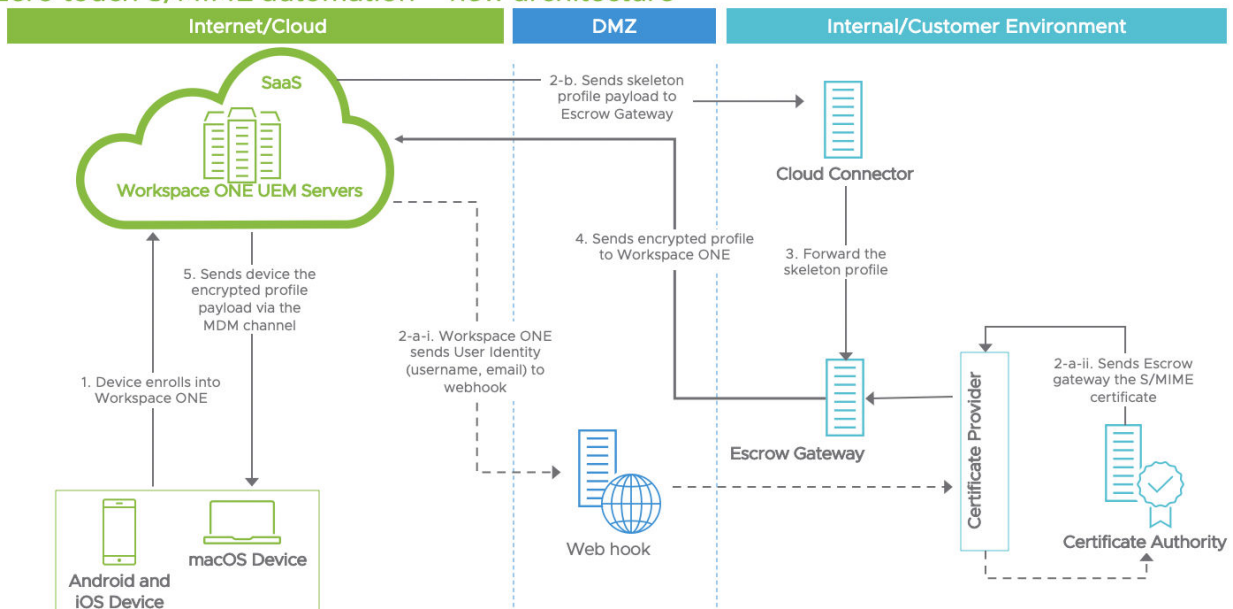 Internet/Cloud
DMZ
Internal/Customer Environment
SaaS
Workspace ONE UEM Servers
2-b. Sends skeleton
profile payload to
Escrow Gateway
Cloud Connector
4. Sends encrypted profile
to Workspace ONE
3. Forward the
skeleton profile
5. Sends device the
encrypted profile
payload via the
MDM channel
1. Device enrolls into
Workspace ONE
2-a-i. Workspace ONE
sends User Identity
(username, email) to
webhook
2-a-ii. Sends Escrow
gateway the S/MIME
certificate
Certificate Provider
Escrow Gateway
Web hook
Certificate Authority
macOS Device
Android and
iOS Device